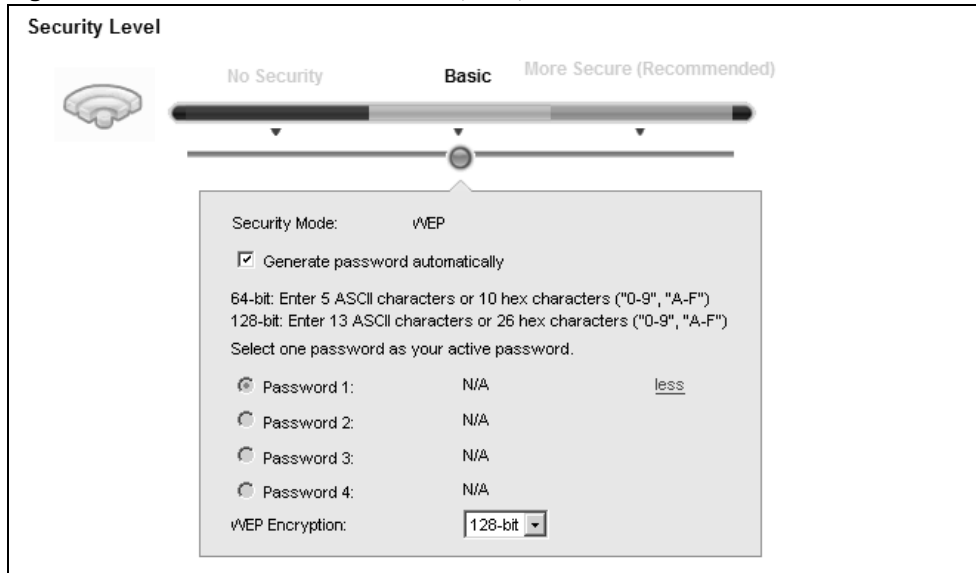 Security Level
No Security Basic More Secure (Recommended)
Security Mode: WEP
Generate password automatically
64-bit: Enter 5 ASCII characters or 10 hex characters ("0-9", "A-F")
128-bit: Enter 13 ASCII characters or 26 hex characters ("0-9", "A-F")
Select one password as your active password.
Password 1: N/A less
Password 2: N/A
Password 3: N/A
Password 4: N/A
WEP Encryption: 128-bit